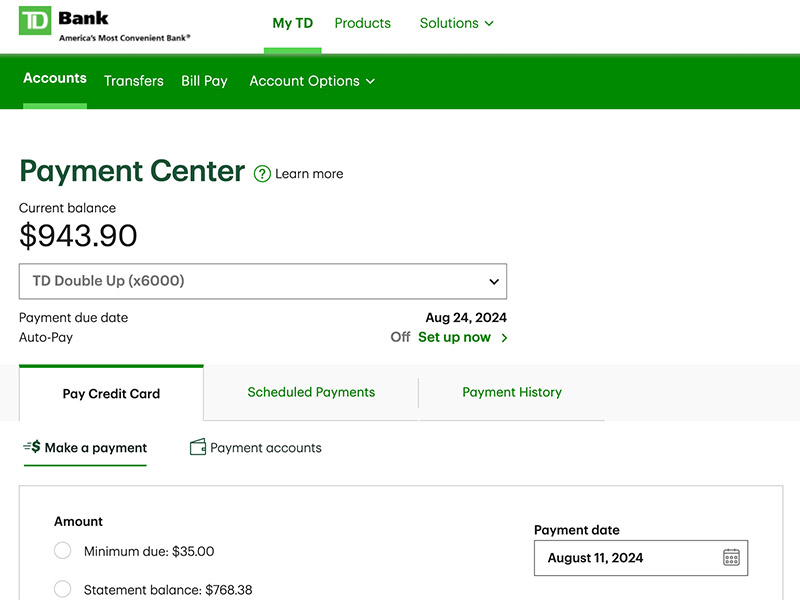 TD Bank
America's Most Convenient Bank®
My TD Products Solutions
Accounts Transfers Bill Pay Account Options
Payment Center ? Learn more
Current balance
$943.90
TD Double Up (x6000)
Payment due date Aug 24, 2024
Auto-Pay Off Set up now
Pay Credit Card Scheduled Payments Payment History
$ Make a payment Payment accounts
Amount
Payment date
Minimum due: $35.00
August 11, 2024
Statement balance: $768.38